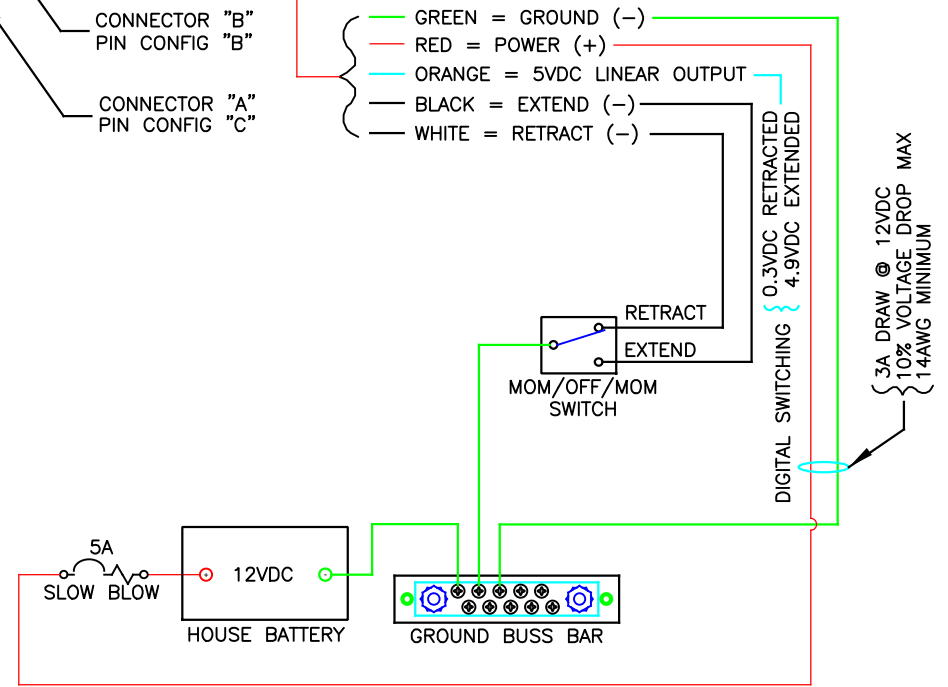 CONNECTOR "B"
PIN CONFIG "B"
CONNECTOR "A"
PIN CONFIG "C"
GREEN = GROUND (-)
RED = POWER (+)
ORANGE = 5VDC LINEAR OUTPUT
BLACK = EXTEND (-)
WHITE = RETRACT (-)
DIGITAL SWITCHING { 0.3VDC RETRACTED
4.9VDC EXTENDED
3A DRAW @ 12VDC
10% VOLTAGE DROP MAX
14AWG MINIMUM
RETRACT
EXTEND
MOM/OFF/MOM
SWITCH
5A
SLOW BLOW
+ 12VDC -
HOUSE BATTERY
GROUND BUSS BAR